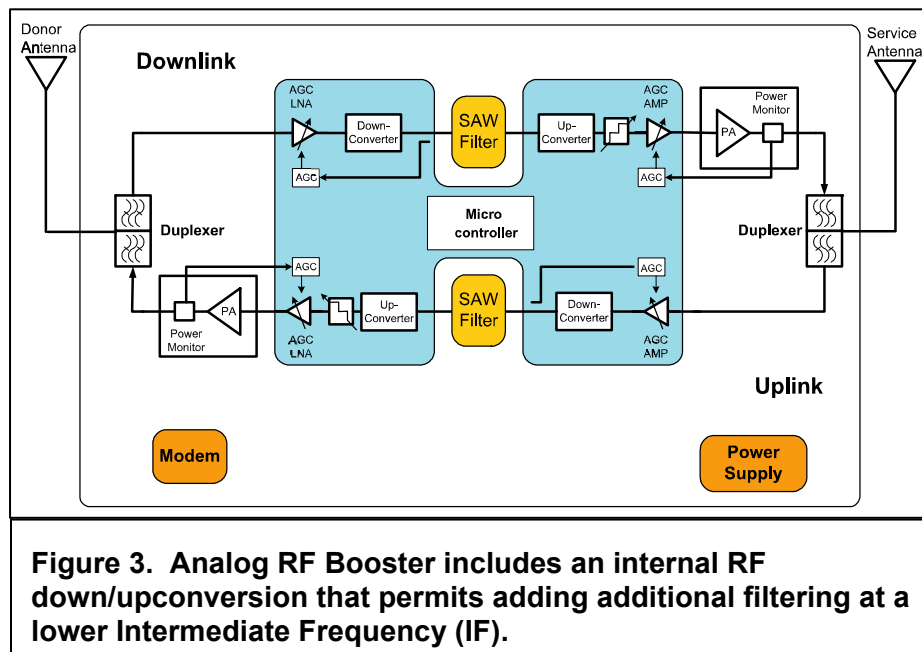 Donor
Antenna
Service
Antenna
Downlink
AGC
LNA
Down-
Converter
AGC
SAW
Filter
Up-
Converter
AGC
AMP
AGC
Power
Monitor
PA
Duplexer
Micro
controller
Duplexer
AGC
PA
Power
Monitor
AGC
LNA
Up-
Converter
SAW
Filter
Down-
Converter
AGC
AGC
AMP
Uplink
Modem
Power
Supply
Figure 3. Analog RF Booster includes an internal RF
down/upconversion that permits adding additional filtering at a
lower Intermediate Frequency (IF).